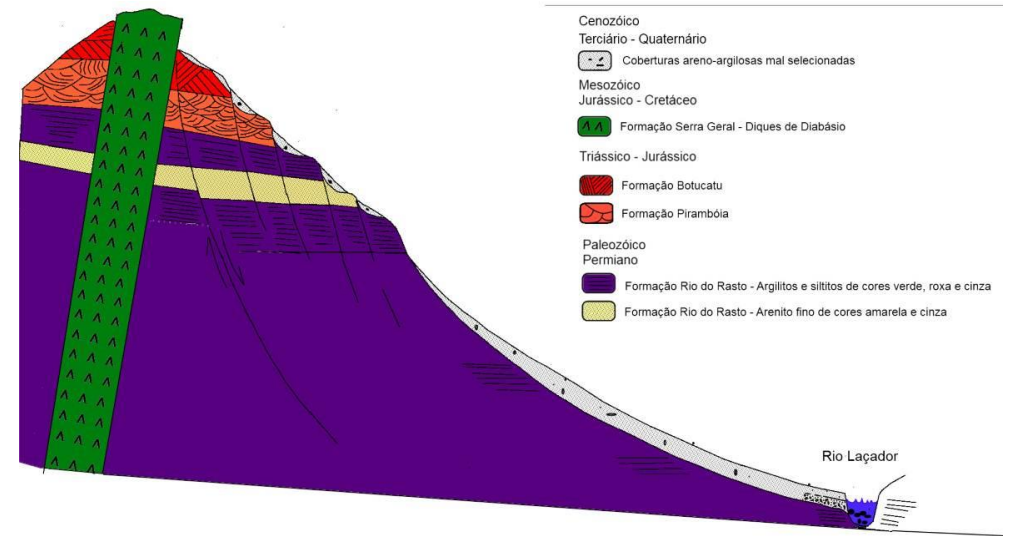 Cenozóico
Terciário - Quaternário
Coberturas areno-argilosas mal selecionadas
Mesozóico
Jurássico - Cretáceo
Formação Serra Geral - Diques de Diabásio
Triássico - Jurássico
Formação Botucatu
Formação Pirambóia
Paleozóico
Permiano
Formação Rio do Rasto - Argilitos e siltitos de cores verde, roxa e cinza
Formação Rio do Rasto - Arenito fino de cores amarela e cinza
Rio Laçador